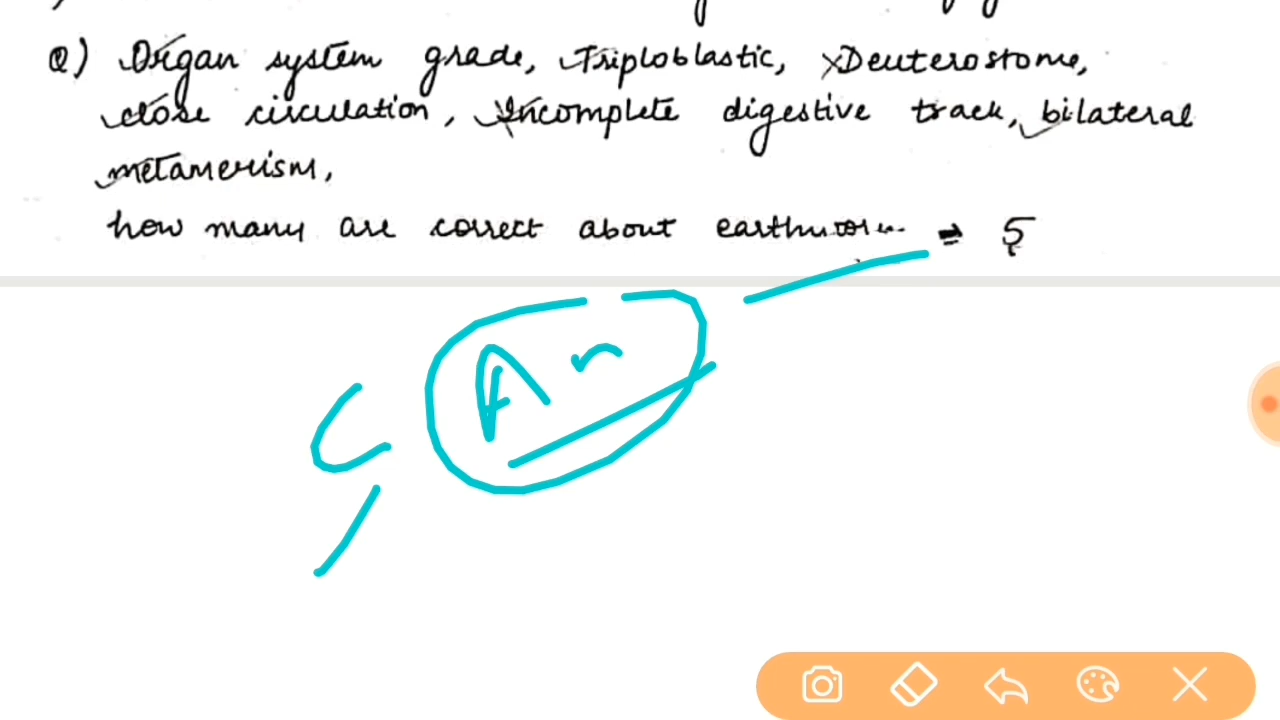 Q) Organ system grade, Triploblastic, Deuterostome,
close circulation, Incomplete digestive track, bilateral
metamerism,
how many are correct about earthworm = 5
An